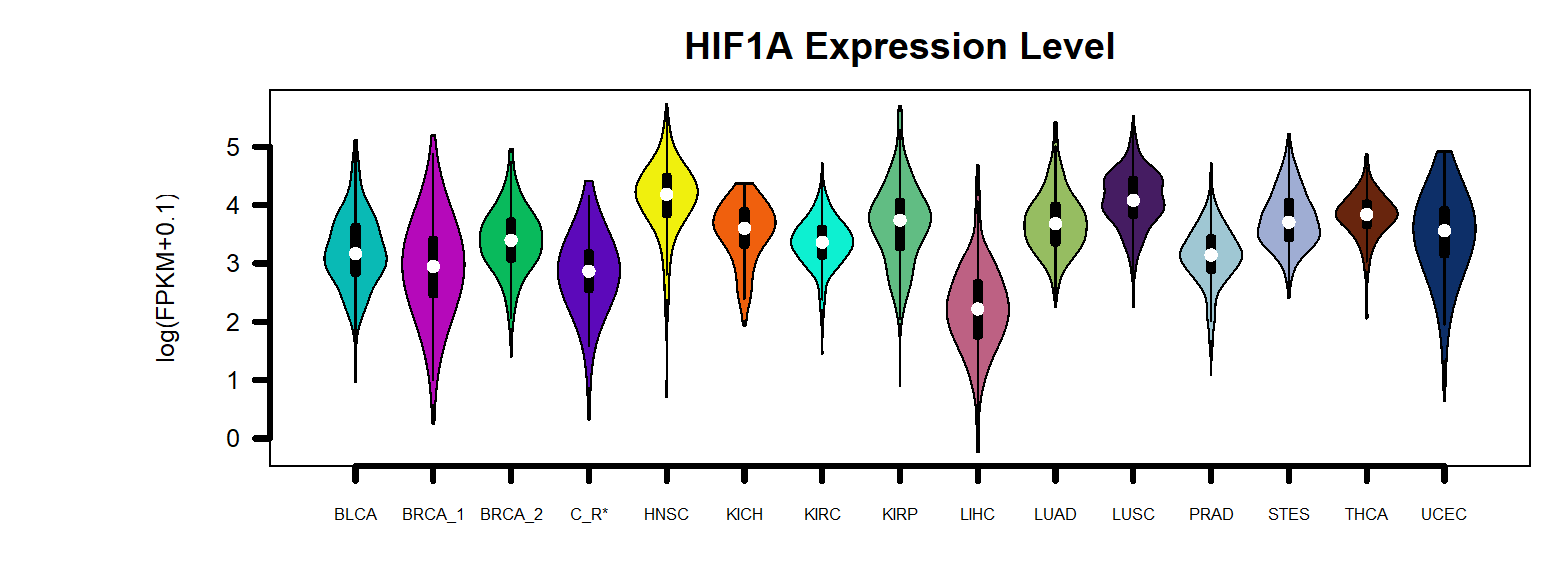 HIF1A Expression Level
log(FPKM+0.1)
5
4
3
2
1
0
BLCA BRCA_1 BRCA_2 C_R* HNSC KICH KIRC KIRP LIHC LUAD LUSC PRAD STES THCA UCEC